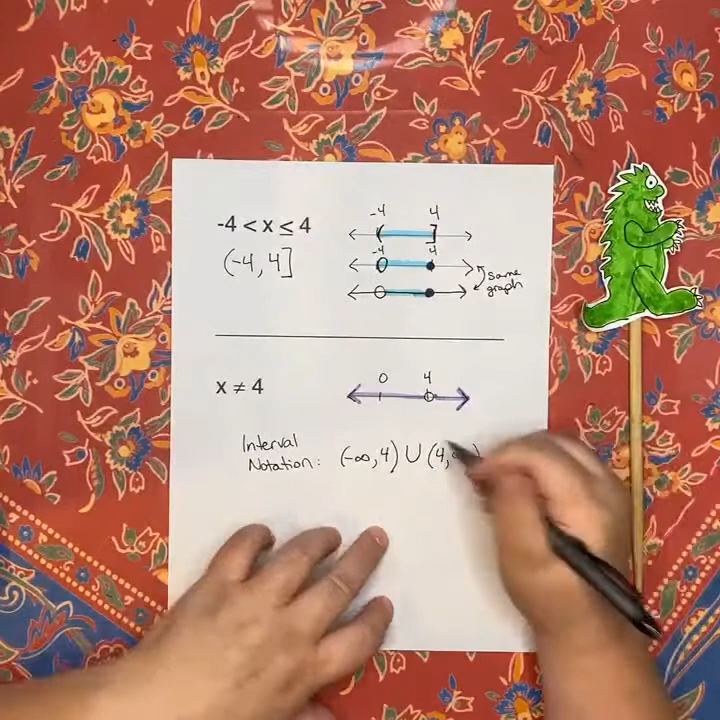 -4 4
-4 < x ≤ 4
-4 4
(-4, 4]
same
graph
0 4
x ≠ 4
Interval
Notation: (-∞, 4) ∪ (4,